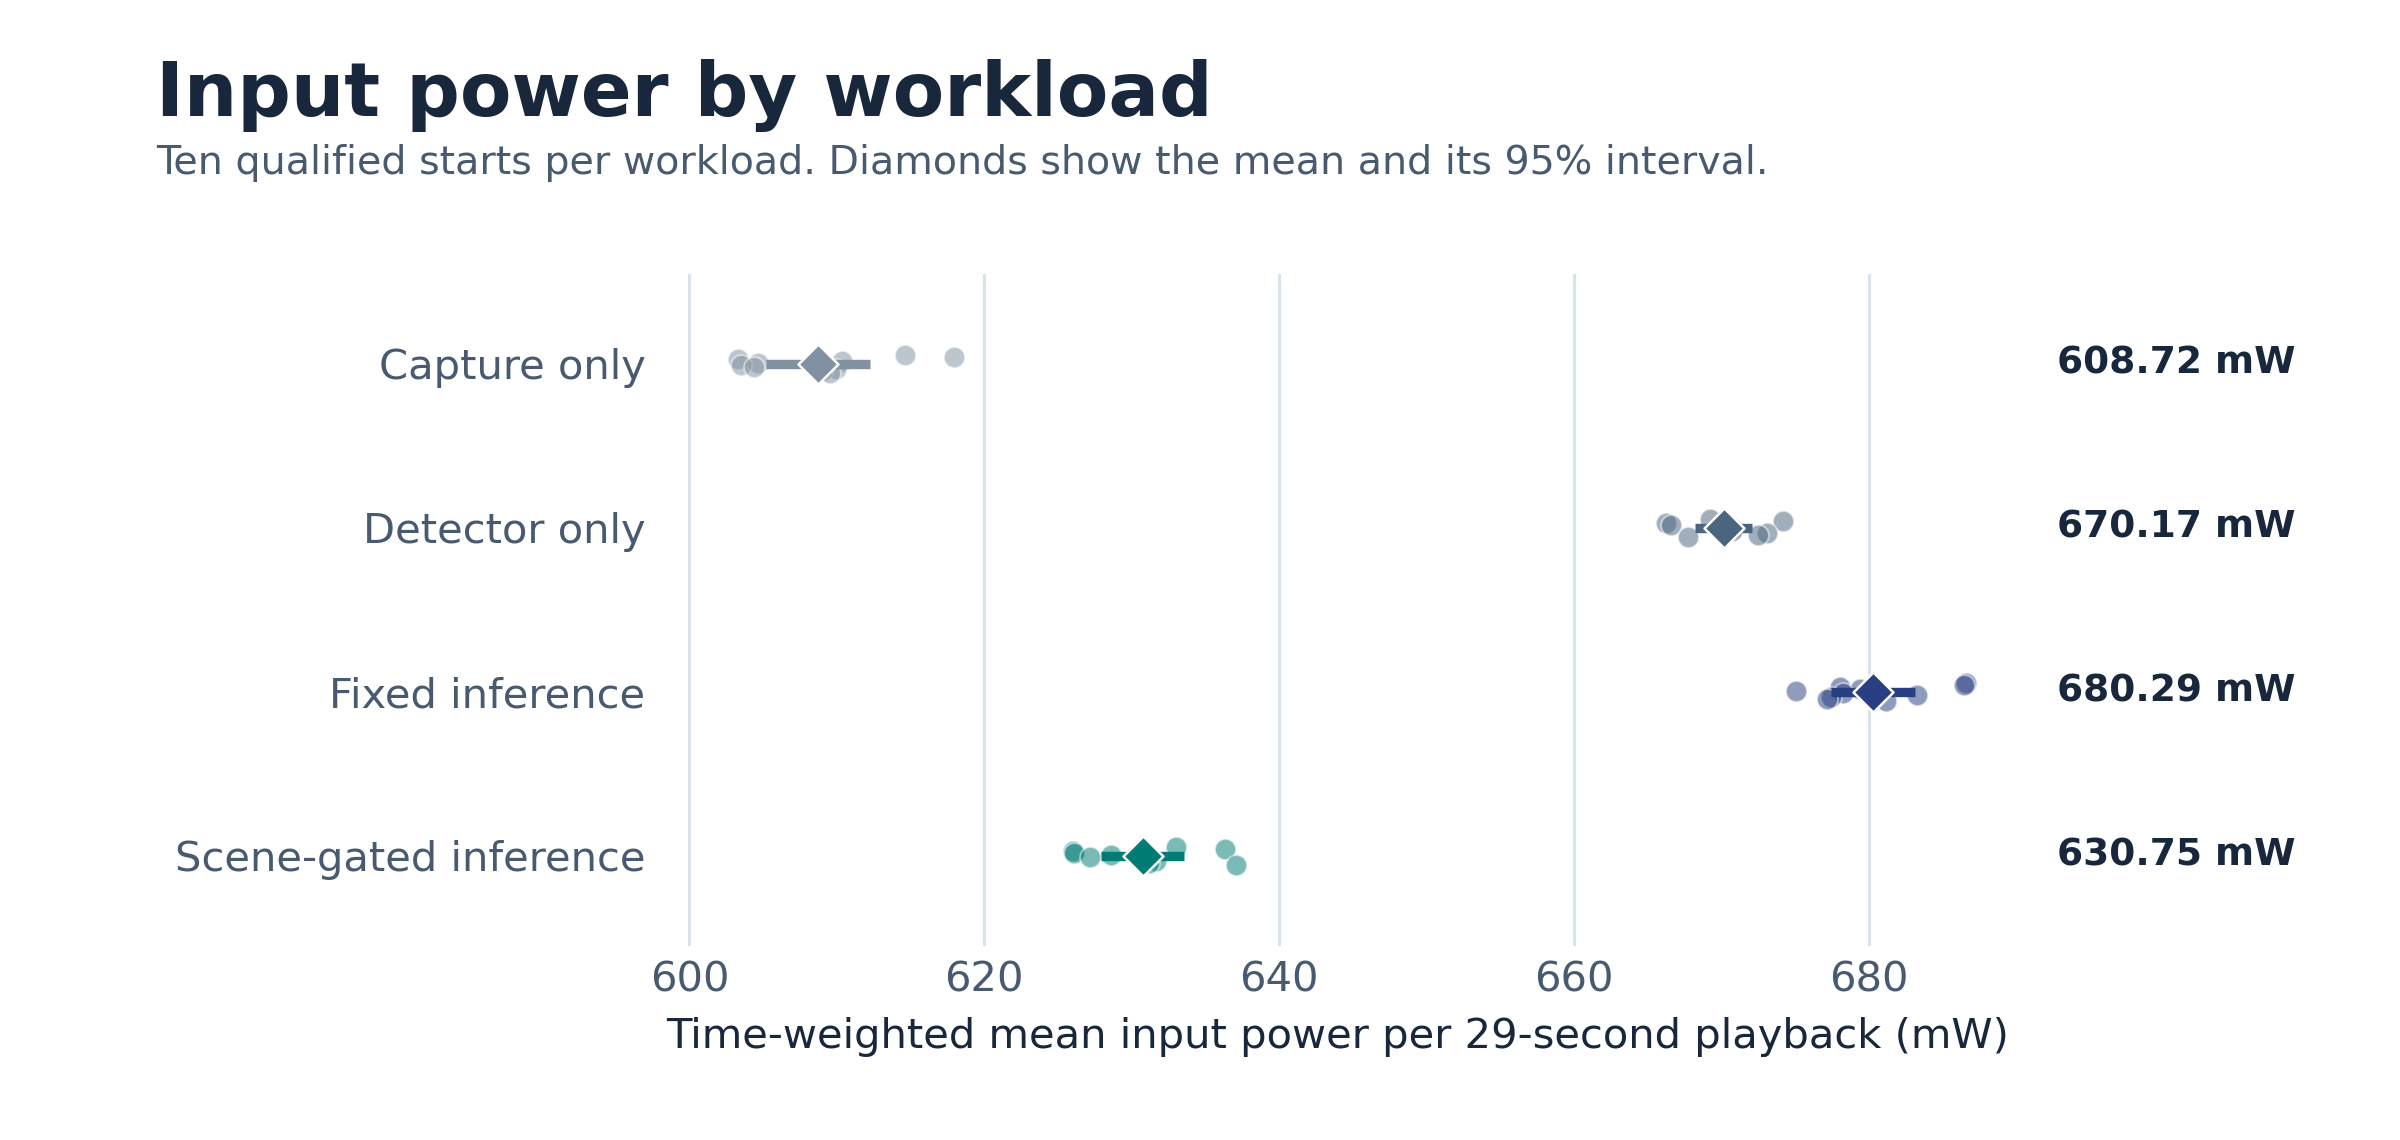 Input power by workload
Ten qualified starts per workload. Diamonds show the mean and its 95% interval.
Capture only
608.72 mW
Detector only
670.17 mW
Fixed inference
680.29 mW
Scene-gated inference
630.75 mW
600 620 640 660 680
Time-weighted mean input power per 29-second playback (mW)